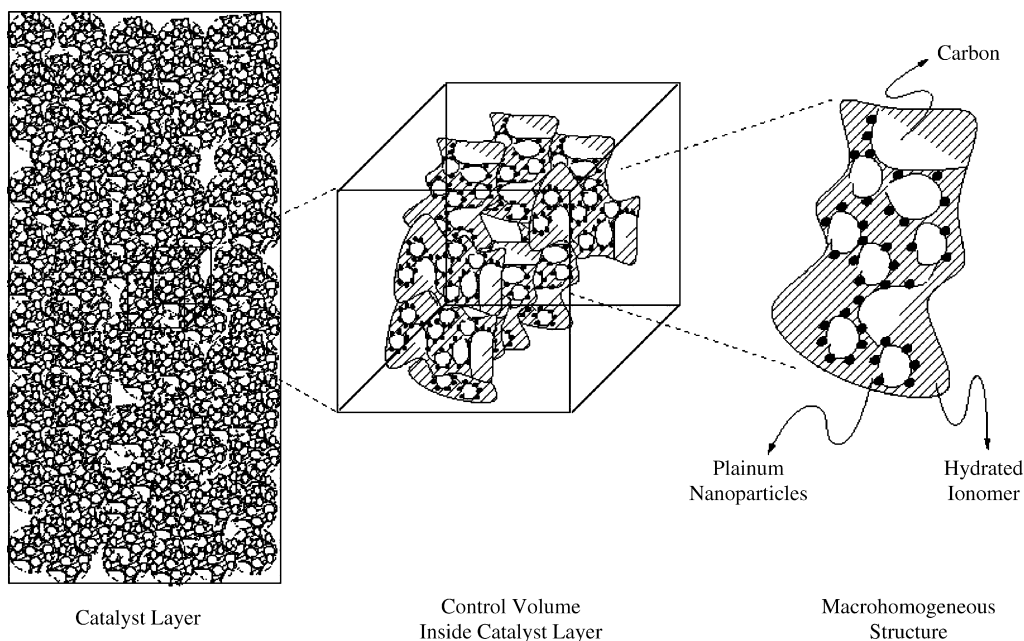 Carbon
Plainum
Nanoparticles
Hydrated
Ionomer
Catalyst Layer
Control Volume
Inside Catalyst Layer
Macrohomogeneous
Structure